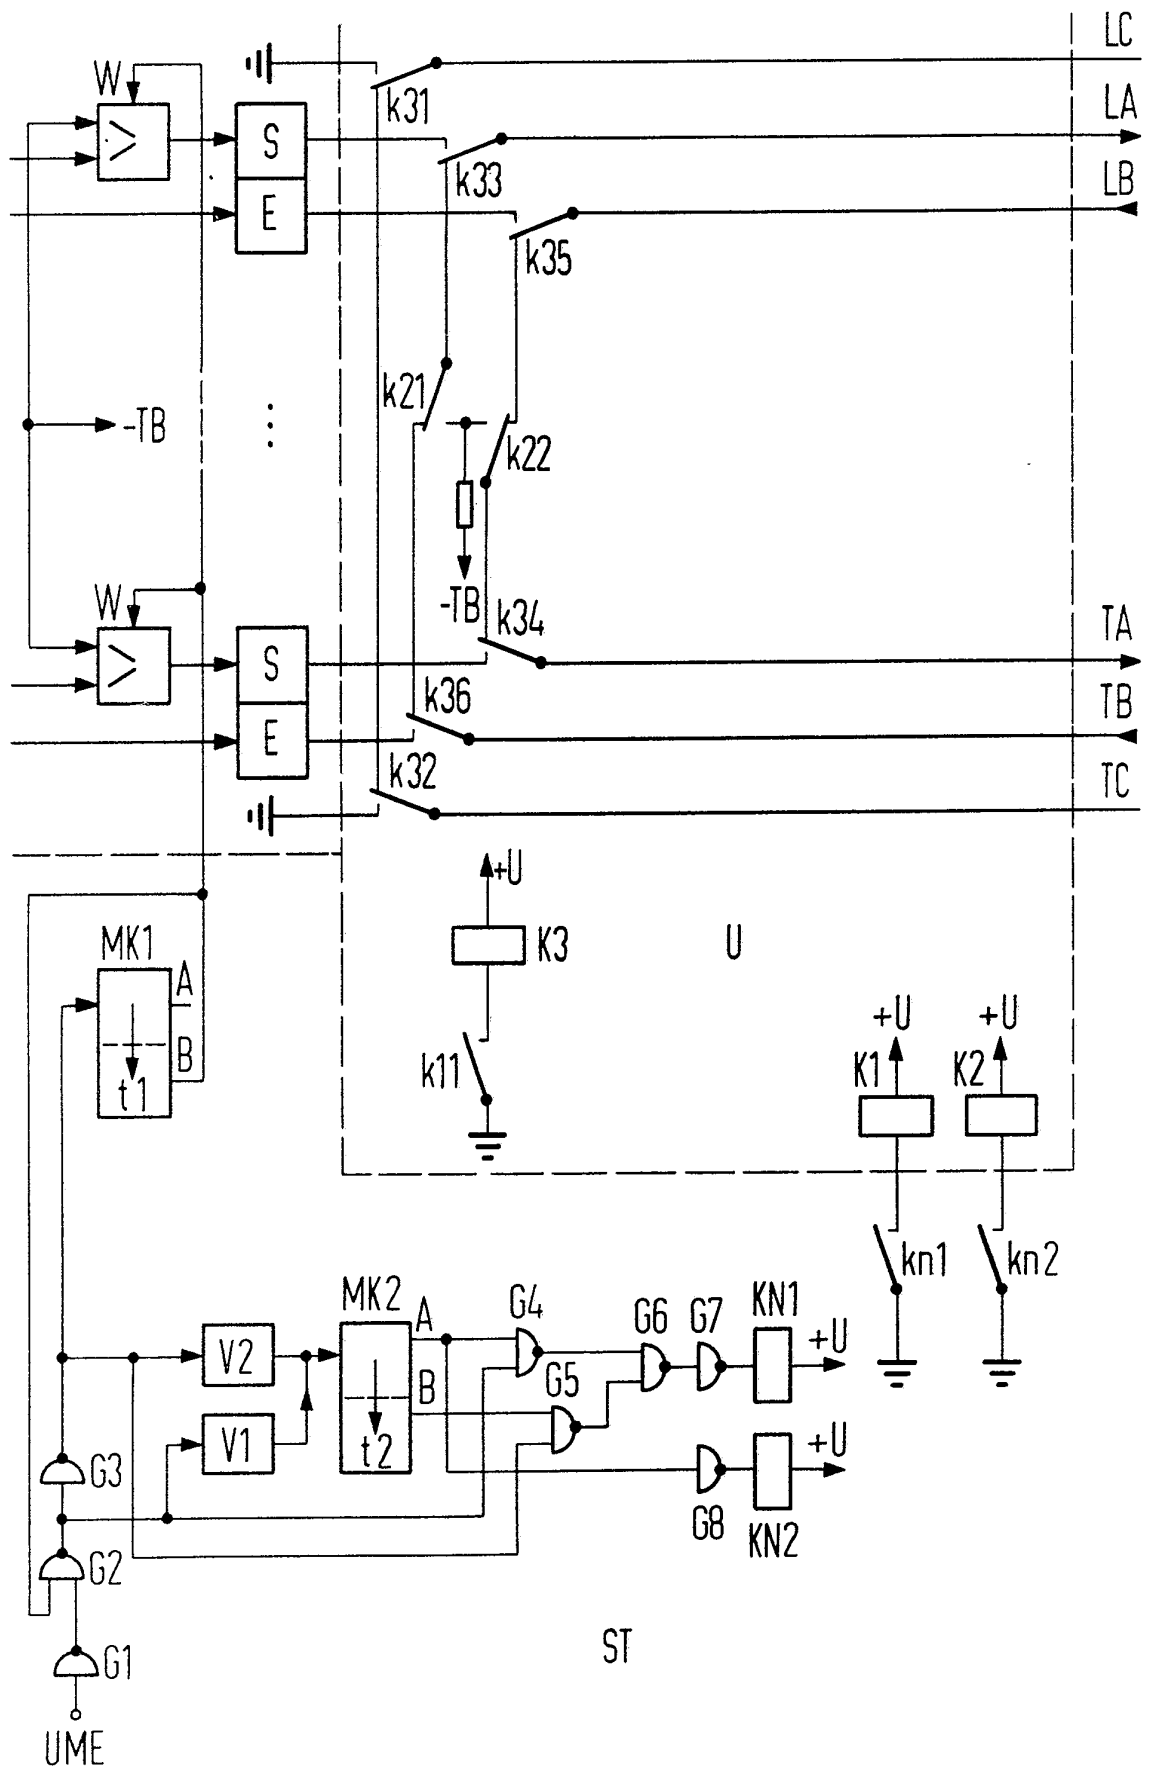 LC
W
k31
LA
S
k33
LB
E
k35
k21
-TB
k22
W
-TB
k34
TA
S
k36
TB
E
k32
TC
+U
MK1
K3
U
A
+U
+U
B
k11
K1
K2
t1
kn1
kn2
MK2
A
G4
G6
G7
KN1
+U
V2
B
G5
V1
t2
+U
G3
G8
KN2
G2
ST
G1
UME